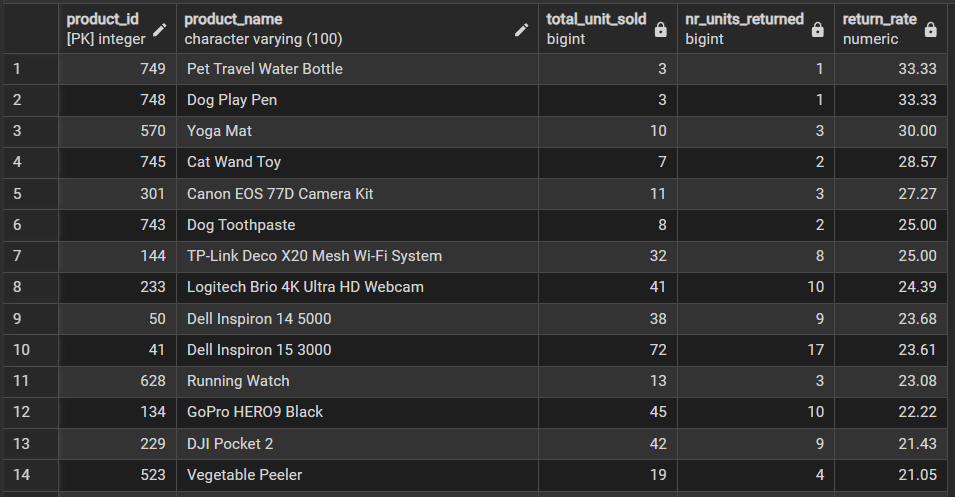 product_id product_name total_unit_sold nr_units_returned return_rate
[PK] integer character varying (100) bigint bigint numeric
1 749 Pet Travel Water Bottle 3 1 33.33
2 748 Dog Play Pen 3 1 33.33
3 570 Yoga Mat 10 3 30.00
4 745 Cat Wand Toy 7 2 28.57
5 301 Canon EOS 77D Camera Kit 11 3 27.27
6 743 Dog Toothpaste 8 2 25.00
7 144 TP-Link Deco X20 Mesh Wi-Fi System 32 8 25.00
8 233 Logitech Brio 4K Ultra HD Webcam 41 10 24.39
9 50 Dell Inspiron 14 5000 38 9 23.68
10 41 Dell Inspiron 15 3000 72 17 23.61
11 628 Running Watch 13 3 23.08
12 134 GoPro HERO9 Black 45 10 22.22
13 229 DJI Pocket 2 42 9 21.43
14 523 Vegetable Peeler 19 4 21.05